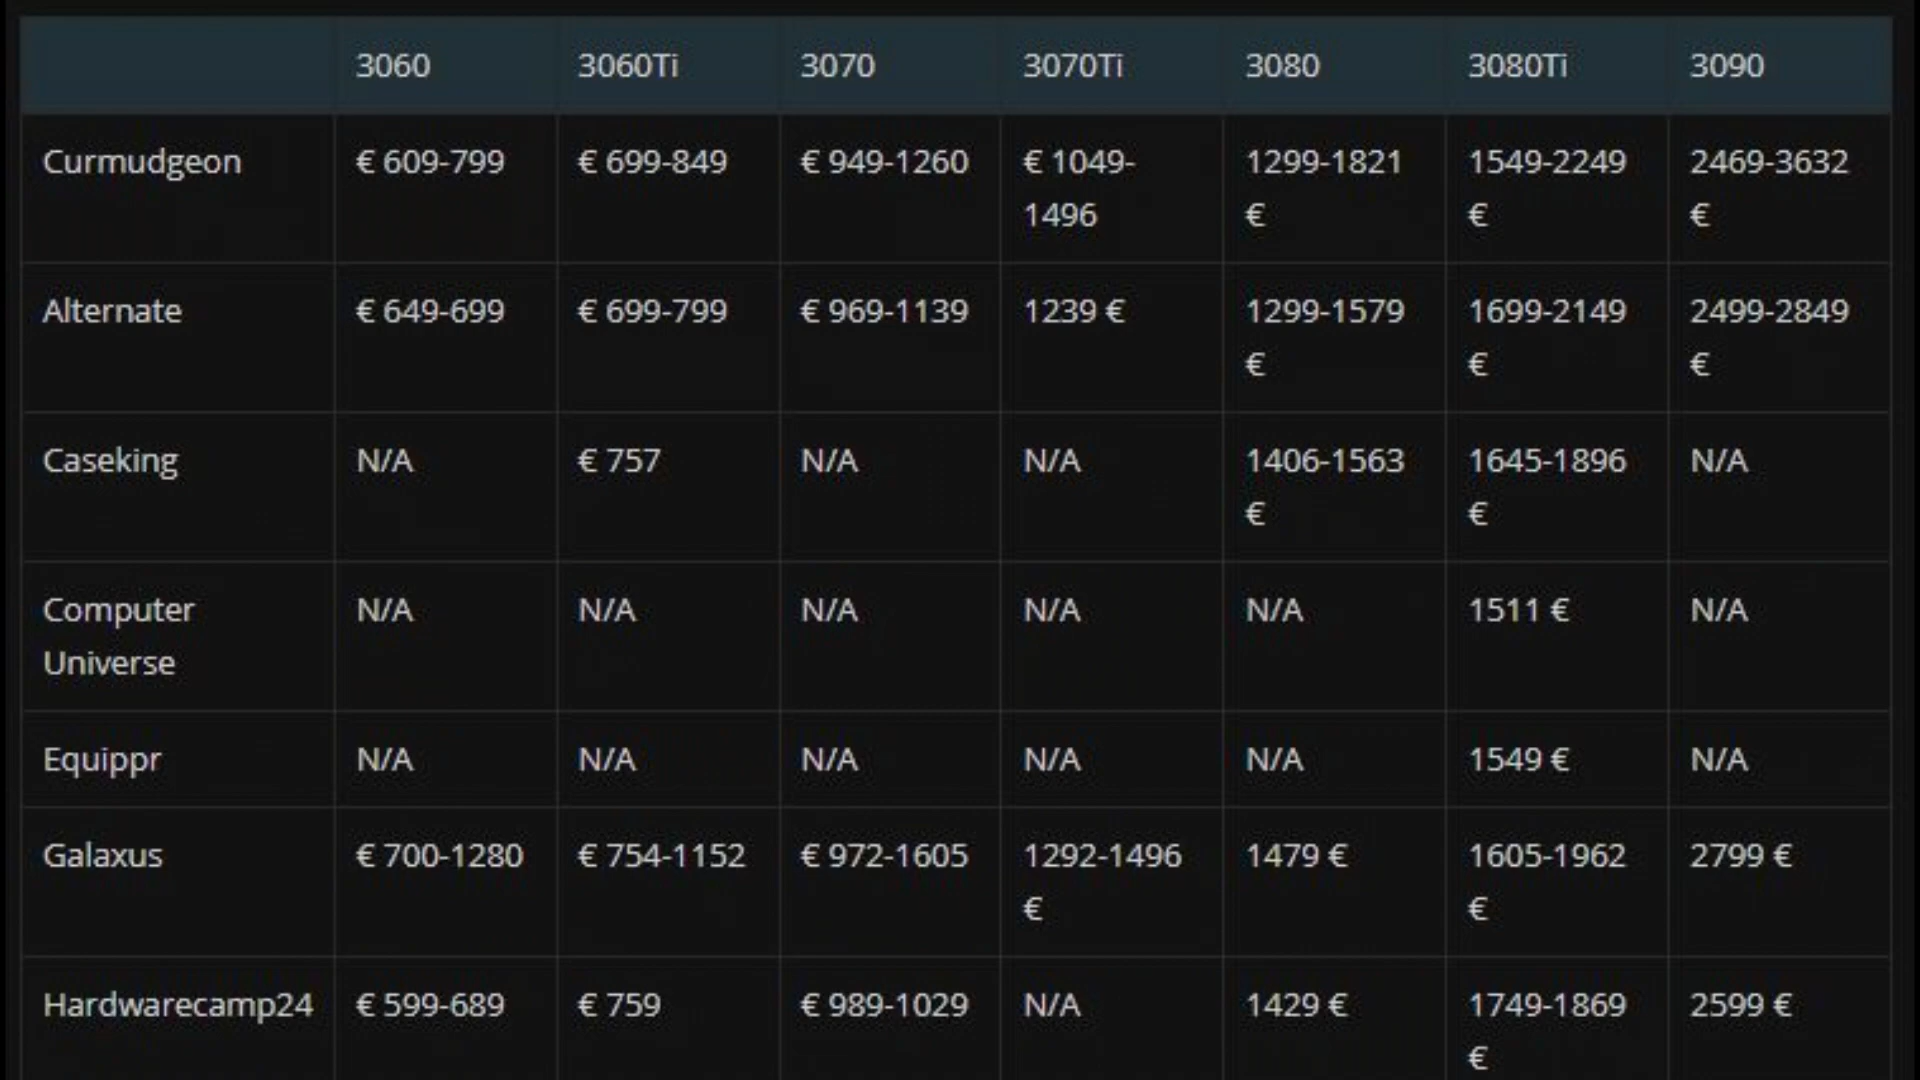 3060 3060Ti 3070 3070Ti 3080 3080Ti 3090
Curmudgeon € 609-799 € 699-849 € 949-1260 € 1049- 1299-1821 1549-2249 2469-3632
1496 € € €
Alternate € 649-699 € 699-799 € 969-1139 1239 € 1299-1579 1699-2149 2499-2849
€ € €
Caseking N/A € 757 N/A N/A 1406-1563 1645-1896 N/A
€ €
Computer N/A N/A N/A N/A N/A 1511 € N/A
Universe
Equippr N/A N/A N/A N/A N/A 1549 € N/A
Galaxus € 700-1280 € 754-1152 € 972-1605 1292-1496 1479 € 1605-1962 2799 €
€ €
Hardwarecamp24 € 599-689 € 759 € 989-1029 N/A 1429 € 1749-1869 2599 €
€